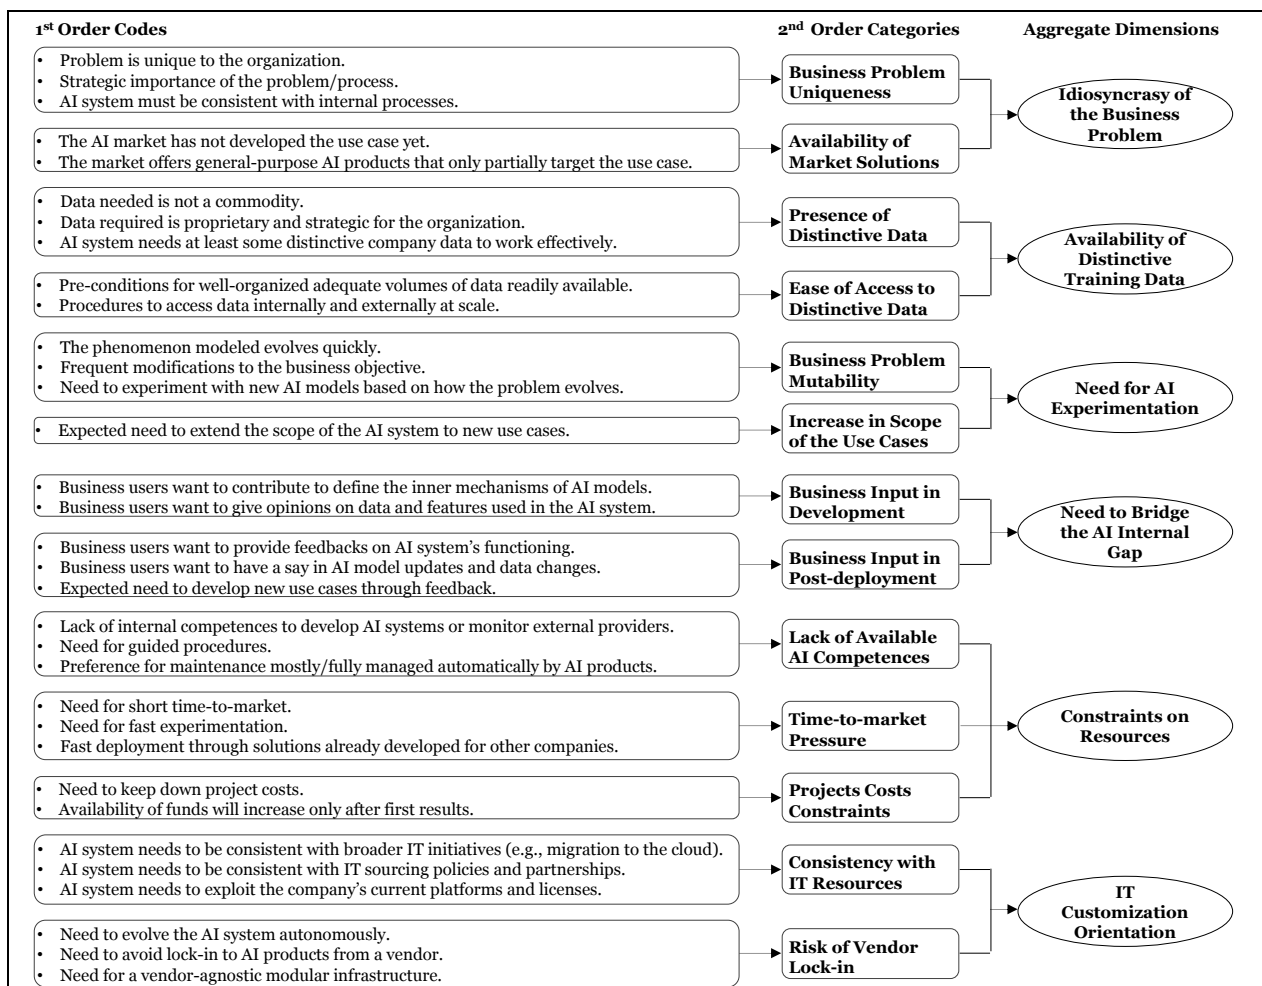 1st Order Codes
2nd Order Categories
Aggregate Dimensions
• Problem is unique to the organization.
• Strategic importance of the problem/process.
• AI system must be consistent with internal processes.
Business Problem
Uniqueness
• The AI market has not developed the use case yet.
• The market offers general-purpose AI products that only partially target the use case.
Availability of
Market Solutions
Idiosyncrasy of
the Business
Problem
• Data needed is not a commodity.
• Data required is proprietary and strategic for the organization.
• AI system needs at least some distinctive company data to work effectively.
Presence of
Distinctive Data
• Pre-conditions for well-organized adequate volumes of data readily available.
• Procedures to access data internally and externally at scale.
Ease of Access to
Distinctive Data
Availability of
Distinctive
Training Data
• The phenomenon modeled evolves quickly.
• Frequent modifications to the business objective.
• Need to experiment with new AI models based on how the problem evolves.
Business Problem
Mutability
• Expected need to extend the scope of the AI system to new use cases.
Increase in Scope
of the Use Cases
Need for AI
Experimentation
• Business users want to contribute to define the inner mechanisms of AI models.
• Business users want to give opinions on data and features used in the AI system.
Business Input in
Development
• Business users want to provide feedbacks on AI system's functioning.
• Business users want to have a say in AI model updates and data changes.
• Expected need to develop new use cases through feedback.
Business Input in
Post-deployment
Need to Bridge
the AI Internal
Gap
• Lack of internal competences to develop AI systems or monitor external providers.
• Need for guided procedures.
• Preference for maintenance mostly/fully managed automatically by AI products.
Lack of Available
AI Competences
• Need for short time-to-market.
• Need for fast experimentation.
• Fast deployment through solutions already developed for other companies.
Time-to-market
Pressure
• Need to keep down project costs.
• Availability of funds will increase only after first results.
Projects Costs
Constraints
Constraints on
Resources
• AI system needs to be consistent with broader IT initiatives (e.g., migration to the cloud).
• AI system needs to be consistent with IT sourcing policies and partnerships.
• AI system needs to exploit the company's current platforms and licenses.
Consistency with
IT Resources
• Need to evolve the AI system autonomously.
• Need to avoid lock-in to AI products from a vendor.
• Need for a vendor-agnostic modular infrastructure.
Risk of Vendor
Lock-in
IT
Customization
Orientation